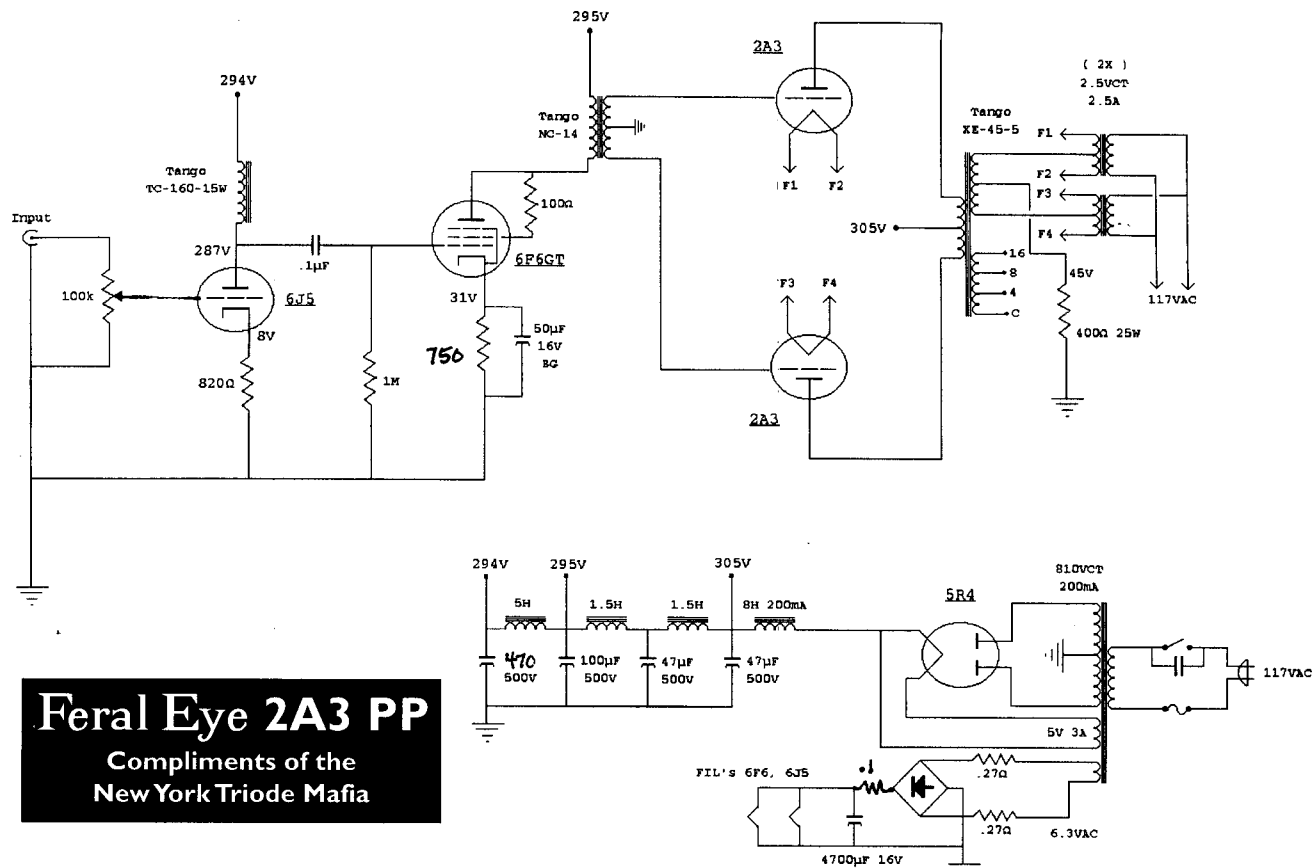 295V
2A3
( 2X )
2.5VCT
2.5A
294V
Tango
NC-14
Tango
XE-45-5
F1
F2
F3
F4
Tango
TC-160-15W
F1 F2
Input
100Ω
287V
.1µF
6F6GT
305V
100k
6J5
31V
F3 F4
16
8
4
C
45V
117VAC
8V
50µF
16V
BG
750
400Ω 25W
820Ω
1M
2A3
294V
295V
305V
810VCT
200mA
5H
1.5H
1.5H
8H 200mA
5R4
470
500V
100µF
500V
47µF
500V
47µF
500V
117VAC
5V 3A
Feral Eye 2A3 PP
Compliments of the
New York Triode Mafia
FIL's 6F6, 6J5
.1
.27Ω
.27Ω
6.3VAC
4700µF 16V